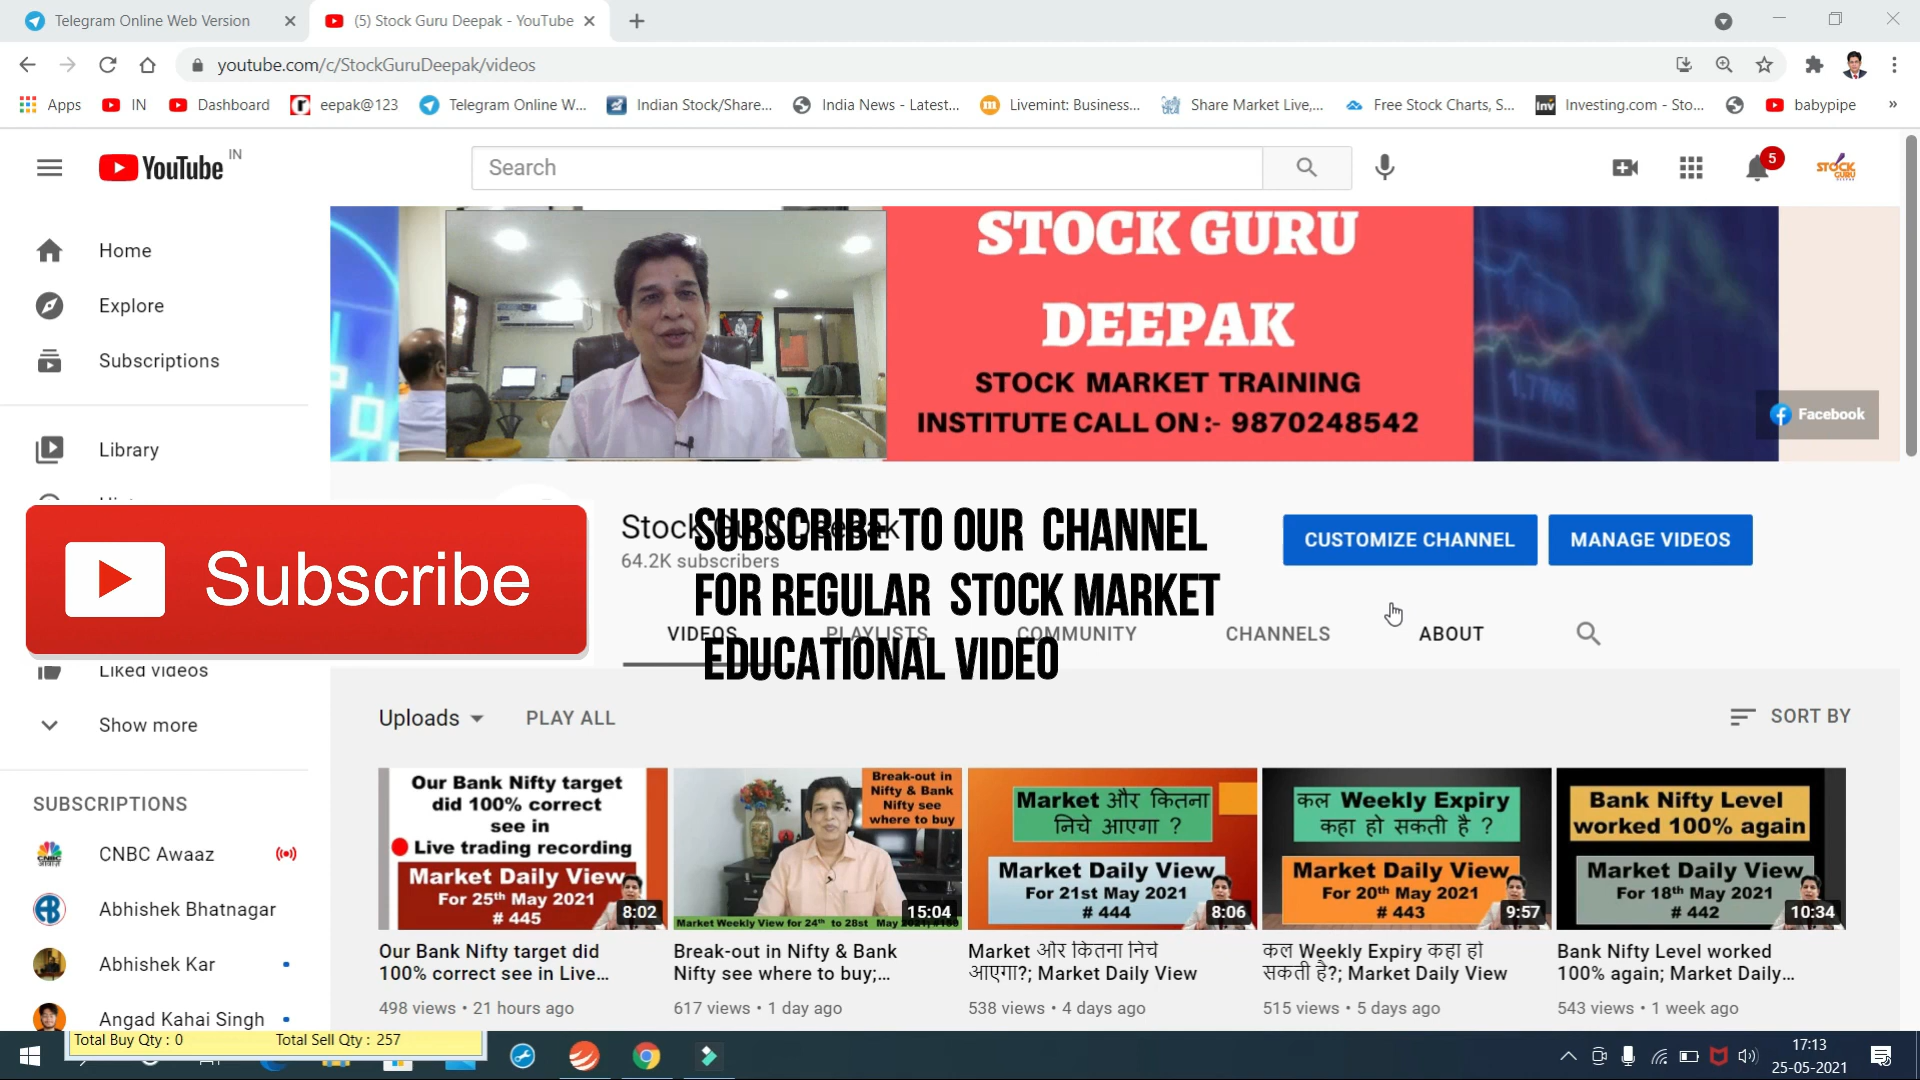 Telegram Online Web Version
(5) Stock Guru Deepak - YouTube
youtube.com/c/StockGuruDeepak/videos
Apps
IN
Dashboard
eepak@123
Telegram Online W...
Indian Stock/Share...
India News - Latest...
Livemint: Business...
Share Market Live,...
Free Stock Charts, S...
Investing.com - Sto...
babypipe
YouTube IN
Search
5
STOCK GURU
Home
Explore
Subscriptions
Library
STOCK GURU
DEEPAK
STOCK MARKET TRAINING
INSTITUTE CALL ON:- 9870248542
Facebook
Subscribe
Stock Guru Deepak
64.2K subscribers
SUBSCRIBE TO OUR CHANNEL
FOR REGULAR STOCK MARKET
EDUCATIONAL VIDEO
CUSTOMIZE CHANNEL
MANAGE VIDEOS
VIDEOS
PLAYLISTS
COMMUNITY
CHANNELS
ABOUT
Liked videos
Show more
SUBSCRIPTIONS
CNBC Awaaz
Abhishek Bhatnagar
Abhishek Kar
Angad Kahai Singh
Uploads
PLAY ALL
SORT BY
Our Bank Nifty target
did 100% correct
see in
Live trading recording
Market Daily View
For 25th May 2021
# 445
8:02
Our Bank Nifty target did
100% correct see in Live...
498 views • 21 hours ago
Break-out in
Nifty & Bank
Nifty see
where to buy
Market Weekly View for 24th to 28st May
15:04
Break-out in Nifty & Bank
Nifty see where to buy;...
617 views • 1 day ago
Market और कितना
निचे आएगा ?
Market Daily View
For 21st May 2021
# 444
8:06
Market और कितना निचे
आएगा?; Market Daily View
538 views • 4 days ago
कल Weekly Expiry
कहा हो सकती है ?
Market Daily View
For 20th May 2021
# 443
9:57
कल Weekly Expiry कहा हो
सकती है?; Market Daily View
515 views • 5 days ago
Bank Nifty Level
worked 100% again
Market Daily View
For 18th May 2021
# 442
10:34
Bank Nifty Level worked
100% again; Market Daily...
543 views • 1 week ago
Total Buy Qty : 0
Total Sell Qty : 257
17:13
25-05-2021